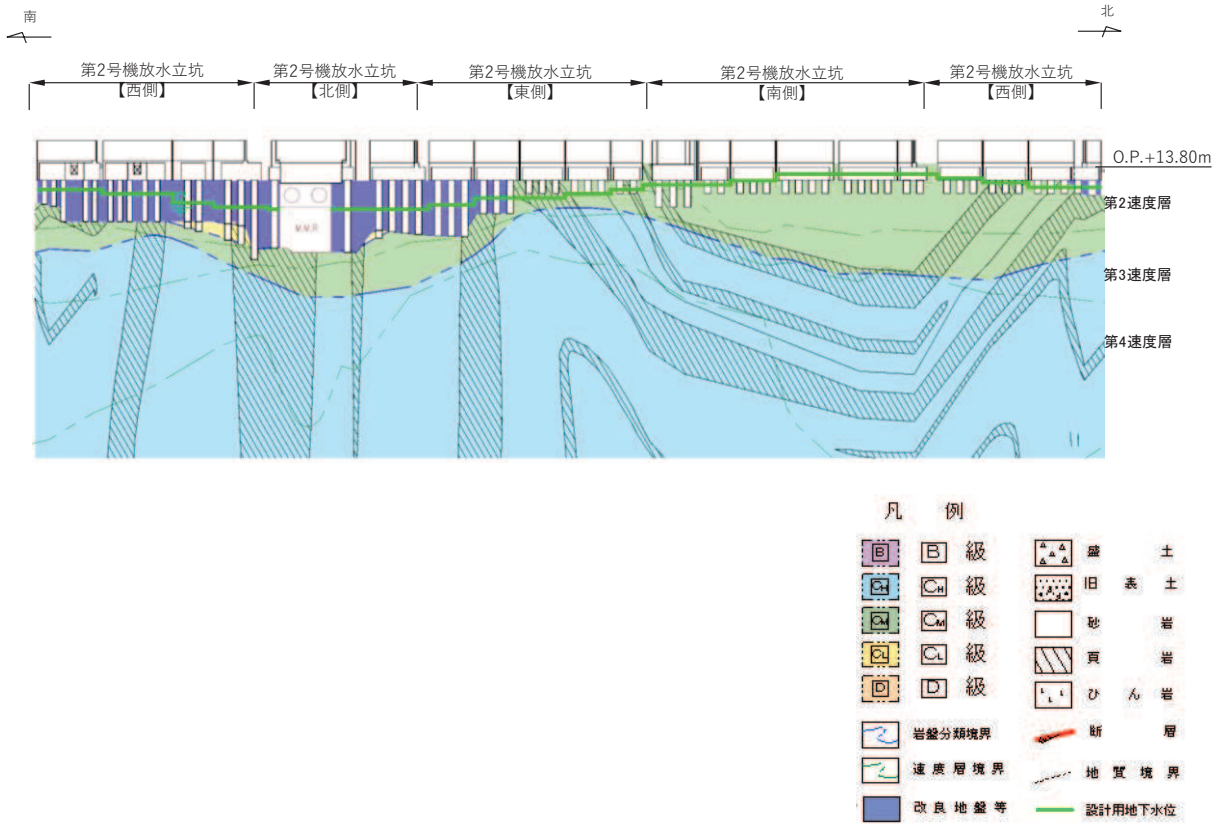 南
北
第2号機放水立坑
【西側】
第2号機放水立坑
【北側】
第2号機放水立坑
【東側】
第2号機放水立坑
【南側】
第2号機放水立坑
【西側】
O.P.+13.80m
M.M.R
第2速度層
第3速度層
第4速度層
凡 例
B B 級
CH CH 級
CM CM 級
CL CL 級
D D 級
岩盤分類境界
速度層境界
改良地盤等
盛 土
旧 表 土
砂 岩
頁 岩
ひ ん 岩
断 層
地 質 境 界
設計用地下水位